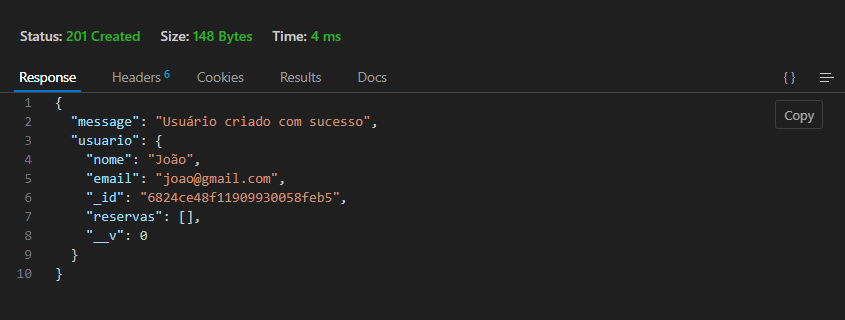 Status: 201 Created Size: 148 Bytes Time: 4 ms
Response Headers 6 Cookies Results Docs { }
Copy
1 {
2 "message": "Usuário criado com sucesso",
3 "usuario": {
4 "nome": "João",
5 "email": "joao@gmail.com",
6 "_id": "6824ce48f11909930058feb5",
7 "reservas": [],
8 "__v": 0
9 }
10 }